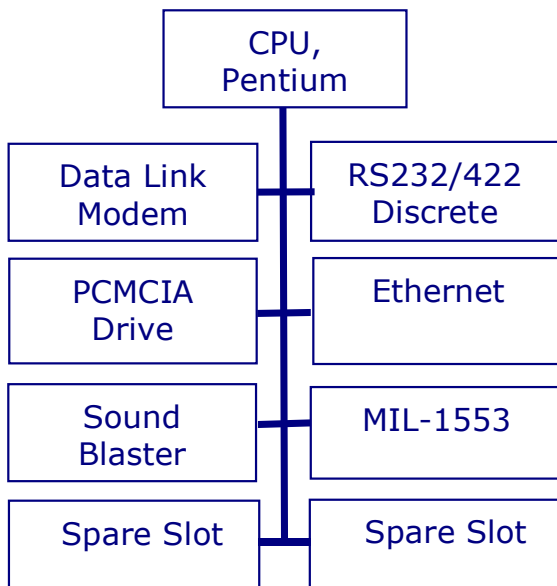 CPU,
Pentium
Data Link
Modem
RS232/422
Discrete
PCMCIA
Drive
Ethernet
Sound
Blaster
MIL-1553
Spare Slot
Spare Slot